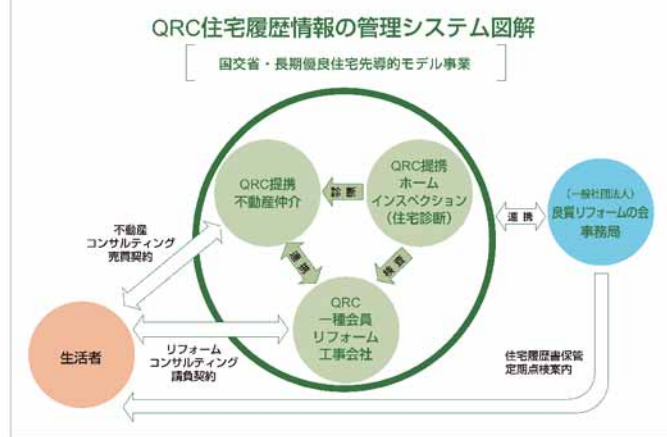 QRC住宅履歴情報の管理システム図解
国交省・長期優良住宅先導的モデル事業
QRC提携
不動産仲介
診断
QRC提携
ホーム
インスペクション
(住宅診断)
連携
(一般社団法人)
良質リフォームの会
事務局
不動産
コンサルティング
売買契約
連携
検査
QRC
一種会員
リフォーム
工事会社
生活者
リフォーム
コンサルティング
請負契約
住宅履歴書保管
定期点検案内